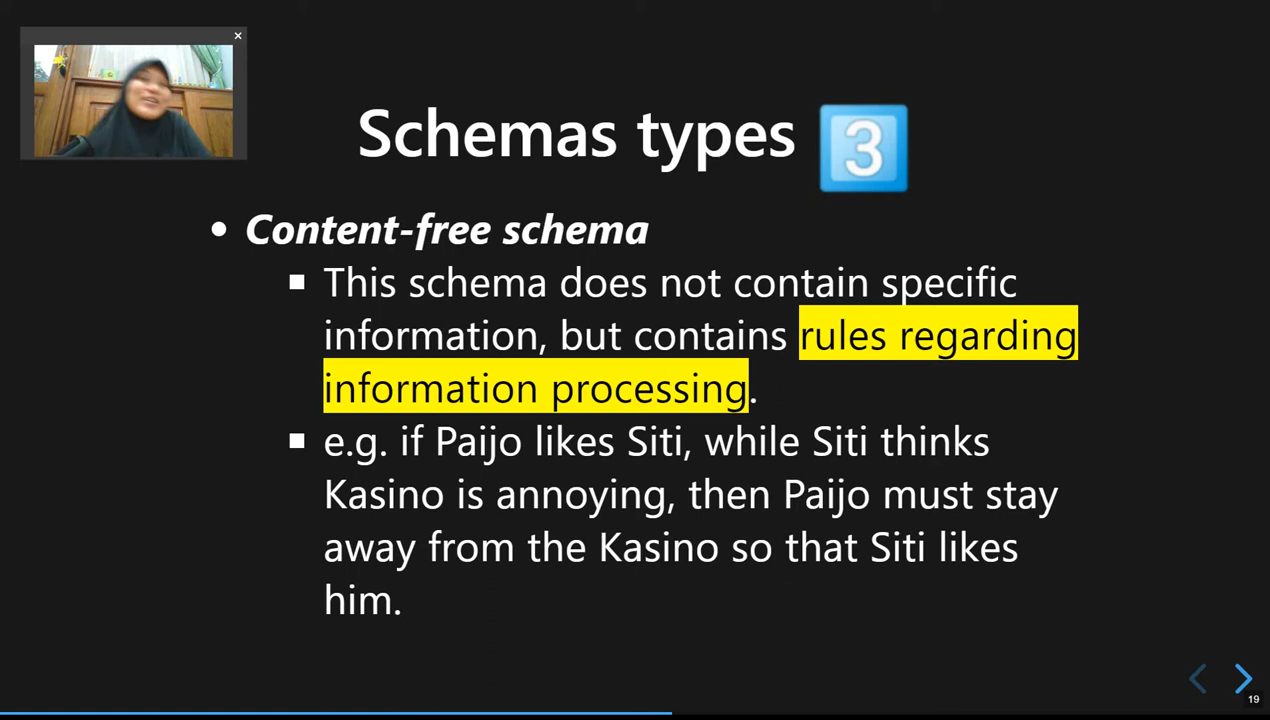 Schemas types 3
• Content-free schema
▪ This schema does not contain specific
information, but contains rules regarding
information processing.
▪ e.g. if Paijo likes Siti, while Siti thinks
Kasino is annoying, then Paijo must stay
away from the Kasino so that Siti likes
him.
19